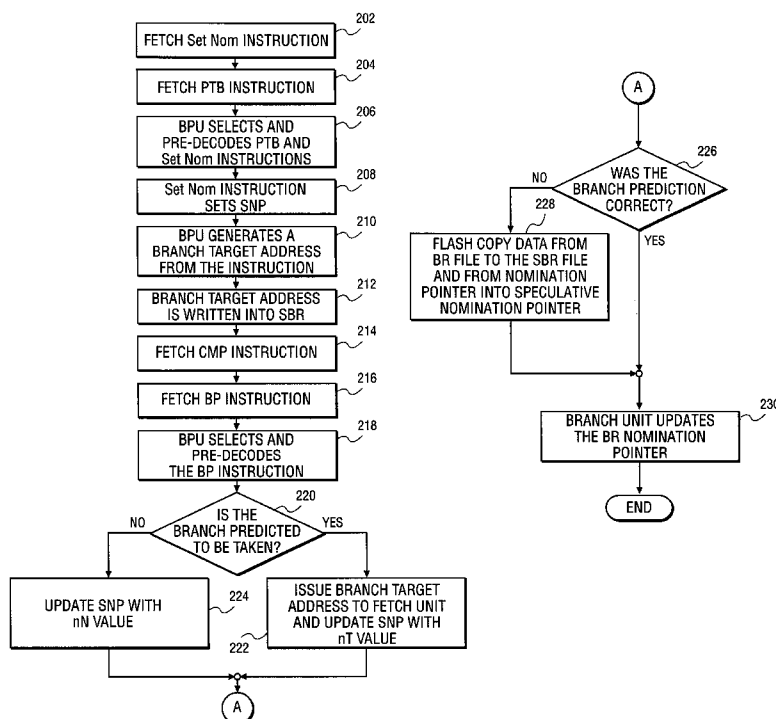 202
FETCH Set Nom INSTRUCTION
204
FETCH PTB INSTRUCTION
206
BPU SELECTS AND
PRE-DECODES PTB AND
Set Nom INSTRUCTIONS
208
Set Nom INSTRUCTION
SETS SNP
210
BPU GENERATES A
BRANCH TARGET ADDRESS
FROM THE INSTRUCTION
212
BRANCH TARGET ADDRESS
IS WRITTEN INTO SBR
214
FETCH CMP INSTRUCTION
216
FETCH BP INSTRUCTION
218
BPU SELECTS AND
PRE-DECODES
THE BP INSTRUCTION
220
IS THE
BRANCH PREDICTED
TO BE TAKEN?
NO
YES
UPDATE SNP WITH
nN VALUE
224
ISSUE BRANCH TARGET
ADDRESS TO FETCH UNIT
AND UPDATE SNP WITH
nT VALUE
222
A
A
226
WAS THE
BRANCH PREDICTION
CORRECT?
NO
YES
228
FLASH COPY DATA FROM
BR FILE TO THE SBR FILE
AND FROM NOMINATION
POINTER INTO SPECULATIVE
NOMINATION POINTER
230
BRANCH UNIT UPDATES
THE BR NOMINATION
POINTER
END